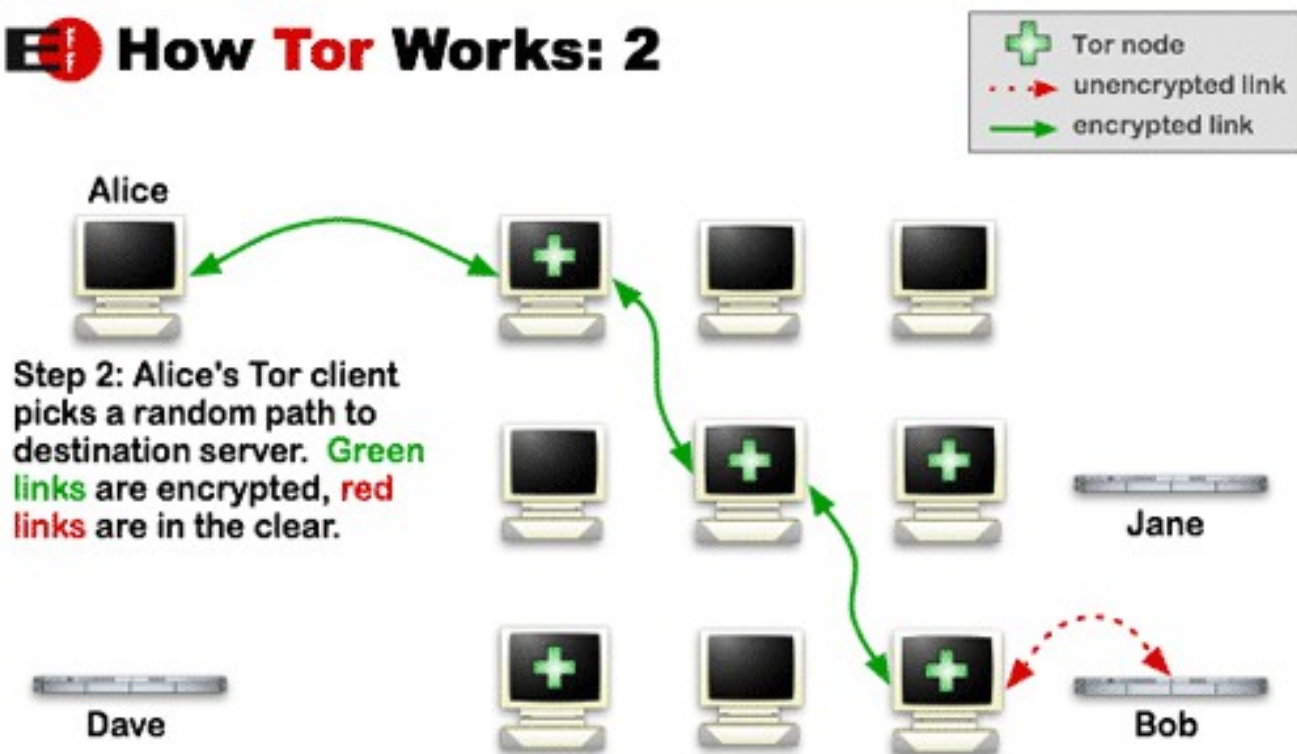 EFF How Tor Works: 2
Tor node
unencrypted link
encrypted link
Alice
Step 2: Alice's Tor client
picks a random path to
destination server. Green
links are encrypted, red
links are in the clear.
Jane
Dave
Bob